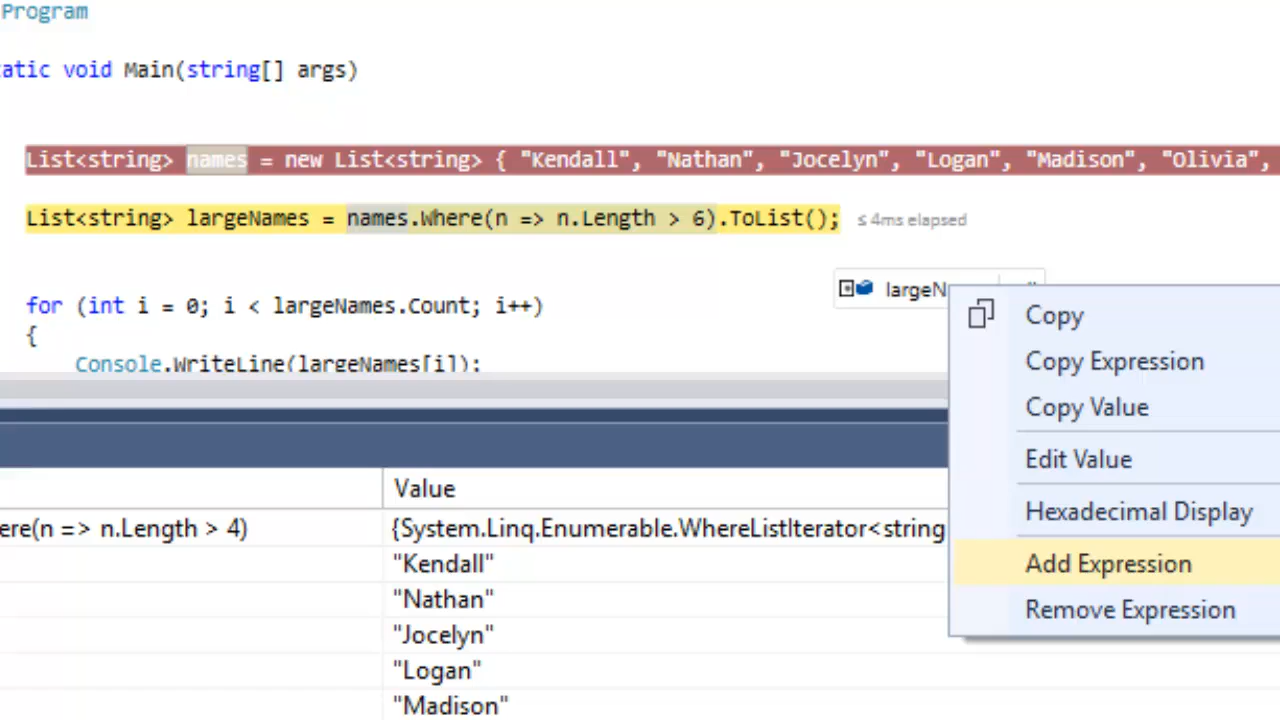 Program
static void Main(string[] args)
List<string> names = new List<string> { "Kendall", "Nathan", "Jocelyn", "Logan", "Madison", "Olivia",
List<string> largeNames = names.Where(n => n.Length > 6).ToList(); ≤ 4ms elapsed
largeN
for (int i = 0; i < largeNames.Count; i++)
{
Console.WriteLine(largeNames[i]);
Copy
Copy Expression
Copy Value
Edit Value
Hexadecimal Display
Add Expression
Remove Expression
Value
ere(n => n.Length > 4) {System.Linq.Enumerable.WhereListIterator<string
"Kendall"
"Nathan"
"Jocelyn"
"Logan"
"Madison"